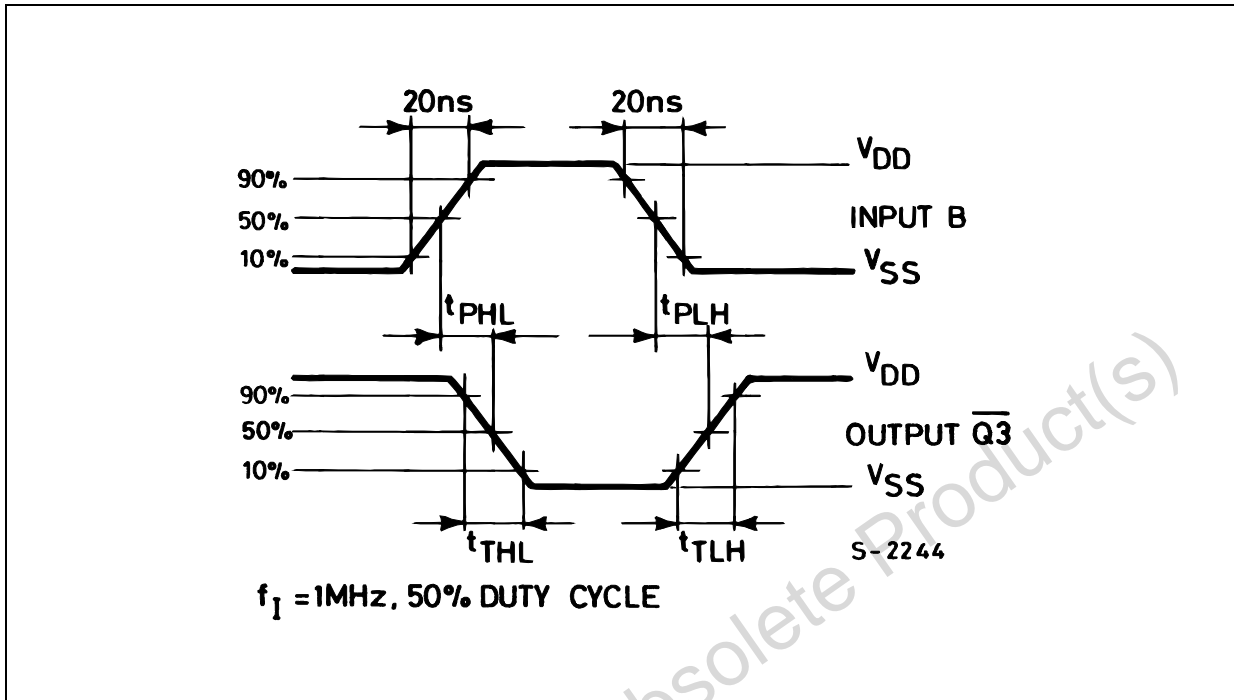 20ns 20ns
VDD
90%
50%
INPUT B
10%
VSS
tPHL tPLH
VDD
90%
50%
OUTPUT Q3
10%
VSS
tTHL tTLH
S-2244
fI = 1MHz, 50% DUTY CYCLE
Product(s)